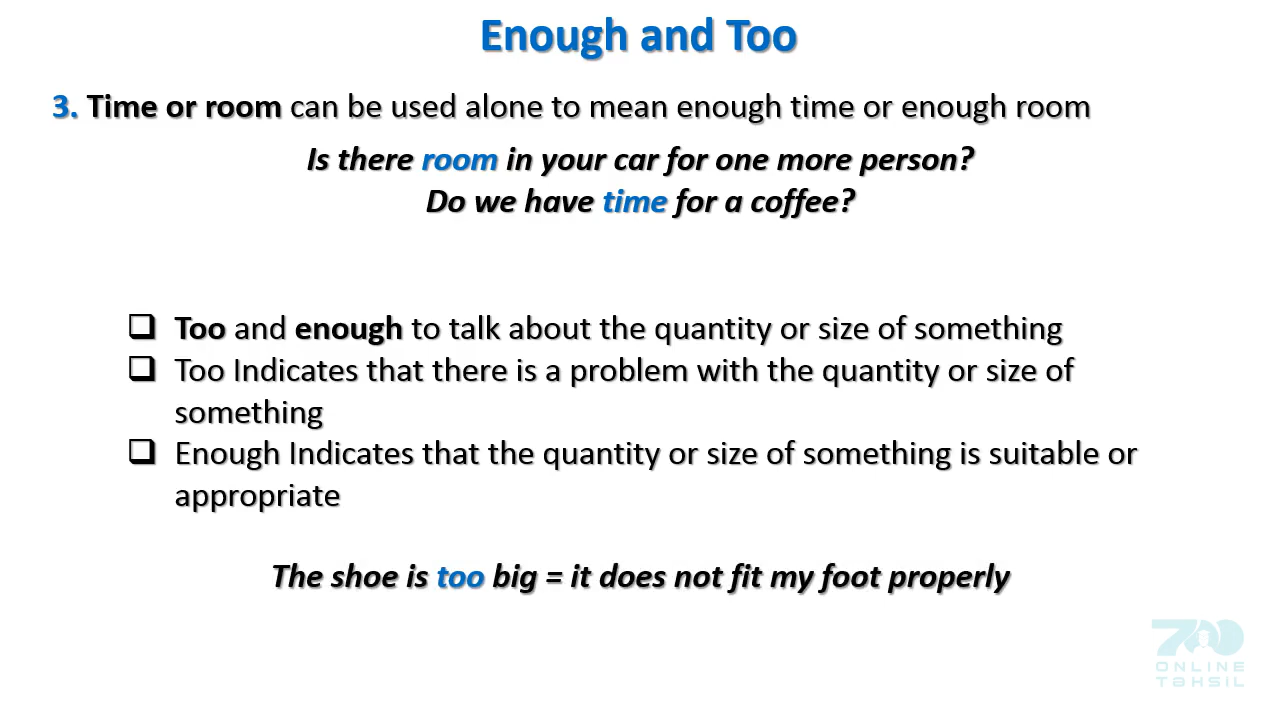 Enough and Too
3. Time or room can be used alone to mean enough time or enough room
Is there room in your car for one more person?
Do we have time for a coffee?
Too and enough to talk about the quantity or size of something
Too Indicates that there is a problem with the quantity or size of
something
Enough Indicates that the quantity or size of something is suitable or
appropriate
The shoe is too big = it does not fit my foot properly
700
ONLINE
TaHSIL